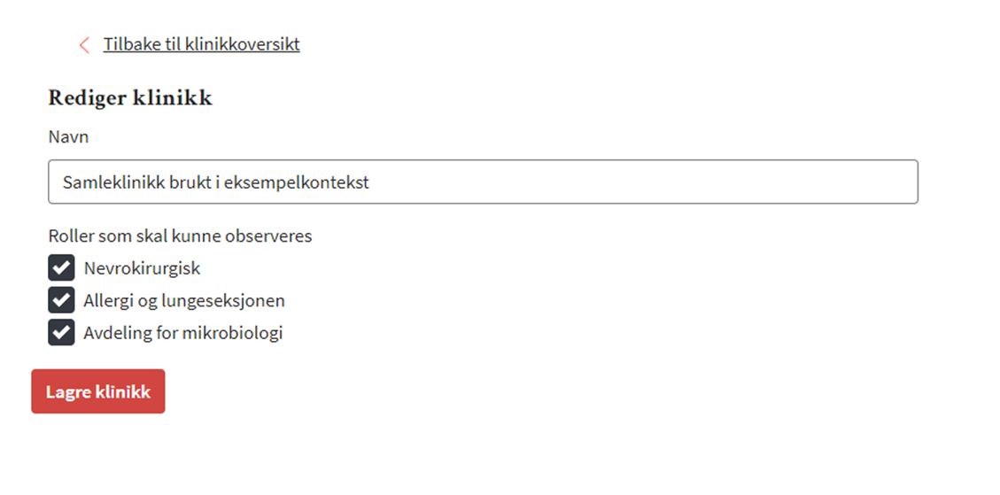 Tilbake til klinikkoversikt
Rediger klinikk
Navn
Samleklinikk brukt i eksempelkontekst
Roller som skal kunne observeres
Nevrokirurgisk
Allergi og lungeseksjonen
Avdeling for mikrobiologi
Lagre klinikk